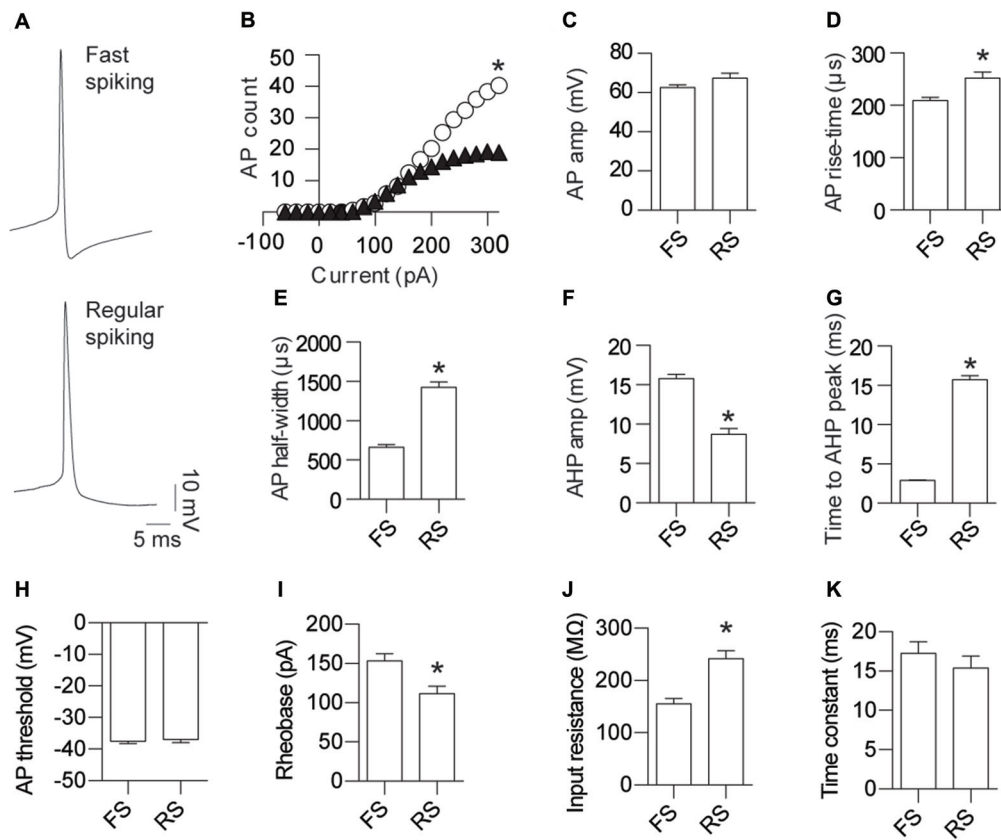 A
Fast
spiking
Regular
spiking
10 mV
5 ms
B
AP count
50
40
30
20
10
*
-100 0 100 200 300
Current (pA)
C
AP amp (mV)
80
60
40
20
0
FS RS
D
AP rise-time (μs)
300
200
100
0
*
FS RS
E
AP half-width (μs)
2000
1500
1000
500
0
*
FS RS
F
AHP amp (mV)
20
15
10
5
0
*
FS RS
G
Time to AHP peak (ms)
20
15
10
5
0
*
FS RS
H
AP threshold (mV)
0
-10
-20
-30
-40
-50
FS RS
I
Rheobase (pA)
200
150
100
50
0
*
FS RS
J
Input resistance (MΩ)
300
200
100
0
*
FS RS
K
Time constant (ms)
20
15
10
5
0
FS RS